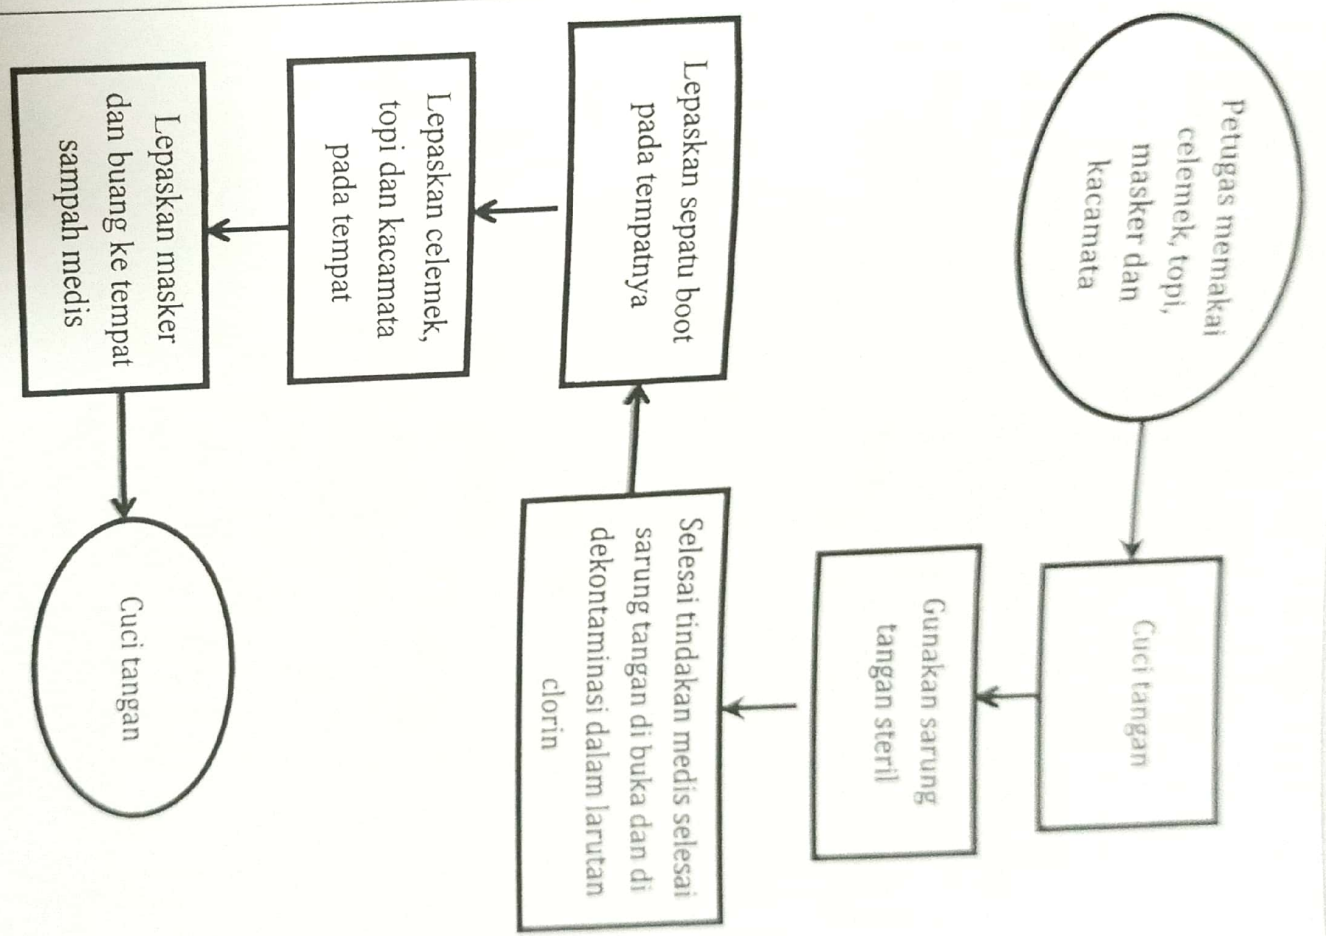 Petugas memakai
celemek, topi,
masker dan
kacamata
Cuci tangan
Gunakan sarung
tangan steril
Selesai tindakan medis selesai
sarung tangan di buka dan di
dekontaminasi dalam larutan
clorin
Lepaskan sepatu boot
pada tempatnya
Lepaskan celemek,
topi dan kacamata
pada tempat
Lepaskan masker
dan buang ke tempat
sampah medis
Cuci tangan